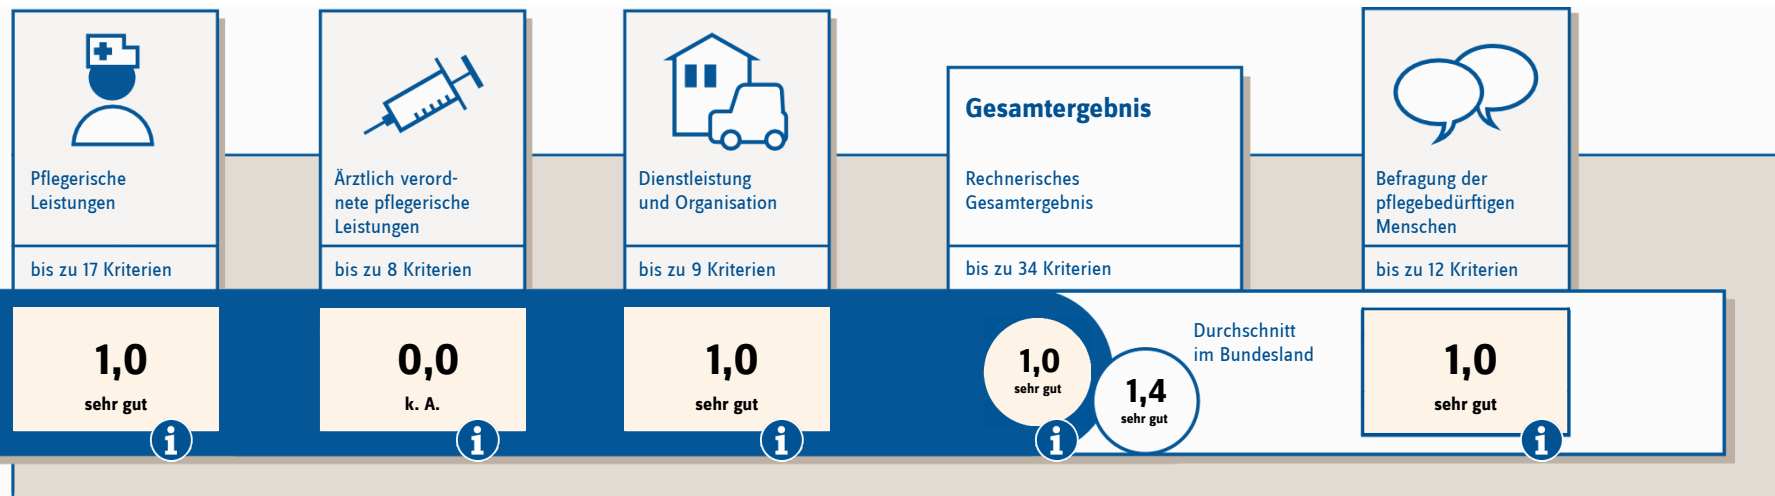 Pflegerische
Leistungen
bis zu 17 Kriterien
1,0
sehr gut
i
Ärztlich verord-
nete pflegerische
Leistungen
bis zu 8 Kriterien
0,0
k. A.
i
Dienstleistung
und Organisation
bis zu 9 Kriterien
1,0
sehr gut
i
Gesamtergebnis
Rechnerisches
Gesamtergebnis
bis zu 34 Kriterien
1,0
sehr gut
i
1,4
sehr gut
Durchschnitt
im Bundesland
Befragung der
pflegebedürftigen
Menschen
bis zu 12 Kriterien
1,0
sehr gut
i